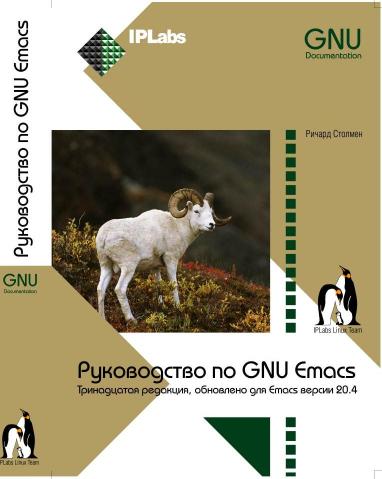 Руководство по GNU Emacs
GNU
Documentation
IPLabs Linux Team
IPLabs
GNU
Documentation
Ричард Столмен
IPLabs Linux Team
Руководство по GNU Emacs
Тринадцатая редакция, обновлено для Emacs версии 20.4